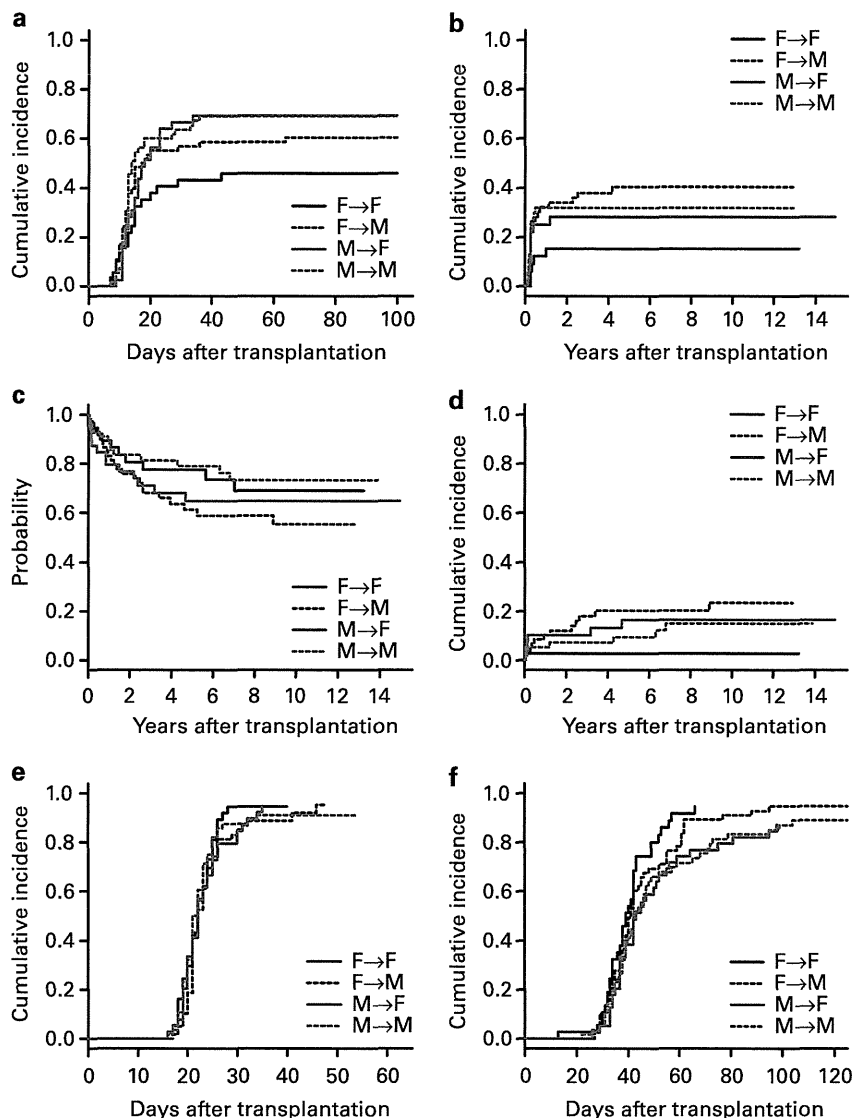 a
Cumulative incidence
1.0
0.8
0.6
0.4
0.2
0.0
F→F
F→M
M→F
M→M
0 20 40 60 80 100
Days after transplantation
b
Cumulative incidence
1.0
0.8
0.6
0.4
0.2
0.0
F→F
F→M
M→F
M→M
0 2 4 6 8 10 12 14
Years after transplantation
c
Probability
1.0
0.8
0.6
0.4
0.2
0.0
F→F
F→M
M→F
M→M
0 2 4 6 8 10 12 14
Years after transplantation
d
Cumulative incidence
1.0
0.8
0.6
0.4
0.2
0.0
F→F
F→M
M→F
M→M
0 2 4 6 8 10 12 14
Years after transplantation
e
Cumulative incidence
1.0
0.8
0.6
0.4
0.2
0.0
F→F
F→M
M→F
M→M
0 10 20 30 40 50 60
Days after transplantation
f
Cumulative incidence
1.0
0.8
0.6
0.4
0.2
0.0
F→F
F→M
M→F
M→M
0 20 40 60 80 100 120
Days after transplantation